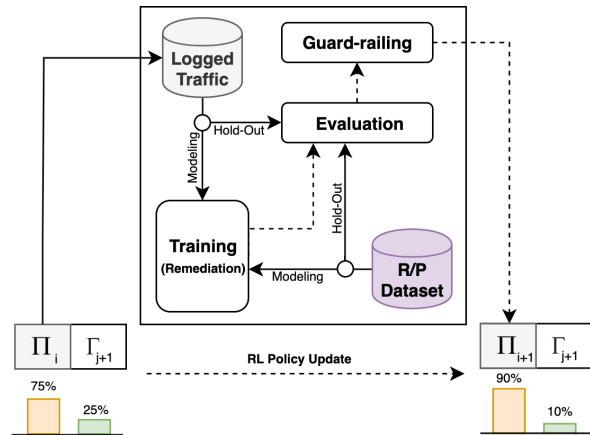 Logged
Traffic
Guard-railing
Hold-Out
Evaluation
Modeling
Hold-Out
Training
(Remediation)
Modeling
R/P
Dataset
Π i
Γ j+1
RL Policy Update
Π i+1
Γ j+1
75%
25%
90%
10%